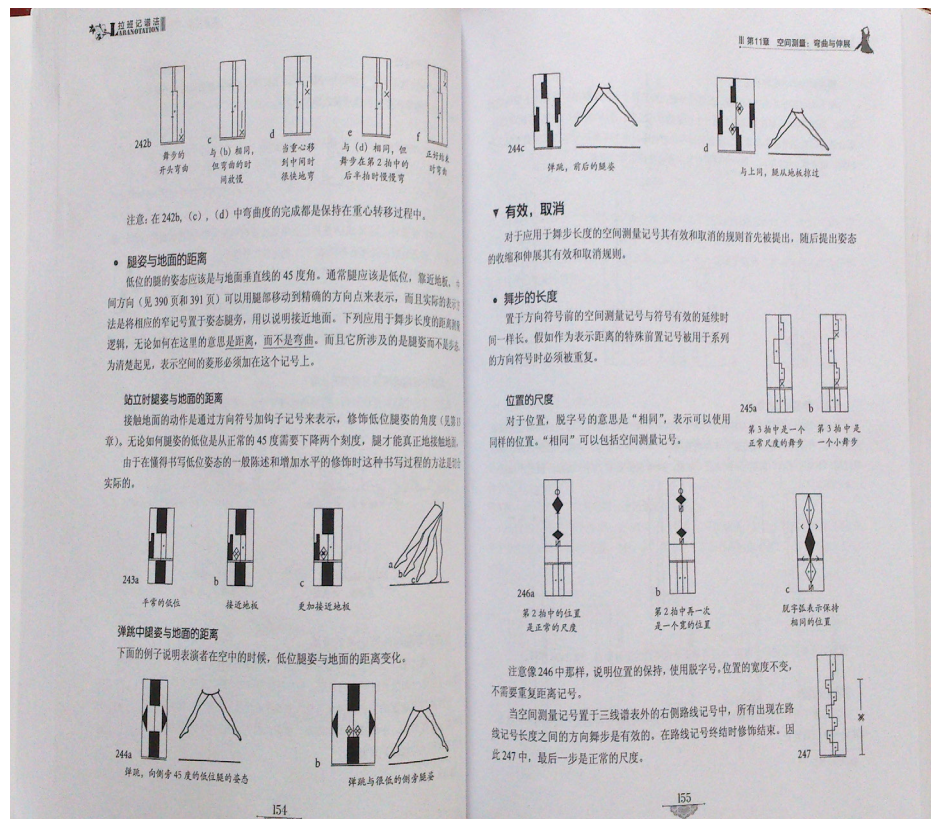 拉班记谱法
LABANOTATION
242b
舞步的
开头弯曲
c
与(b)相同,
但弯曲的时
间放慢
d
当重心移
到中间时
很快地弯
e
与(d)相同,但
舞步在第2拍中的
后半拍时慢慢弯
f
正好结束
时弯曲
注意:在242b,(c),(d)中弯曲度的完成都是保持在重心转移过程中。
• 腿姿与地面的距离
低位的腿的姿态应该是与地面垂直线的45度角。通常腿应该是低位,靠近地板,中
间方向(见390页和391页)可以用腿部移动到精确的方向点来表示,而且实际的表示方
法是将相应的窄记号置于姿态腿旁,用以说明接近地面。下列应用于舞步长度的距离测量
逻辑,无论如何在这里的意思是距离,而不是弯曲。而且它所涉及的是腿姿而不是步态。
为清楚起见,表示空间的菱形必须加在这个记号上。
站立时腿姿与地面的距离
接触地面的动作是通过方向符号加钩子记号来表示,修饰低位腿姿的角度(见第
章)。无论如何腿姿的低位是从正常的45度需要下降两个刻度,腿才能真正地接触地面。
由于在懂得书写低位姿态的一般陈述和增加水平的修饰时这种书写过程的方法是切合
实际的。
243a
平常的低位
b
接近地板
c
更加接近地板
a
b
c
弹跳中腿姿与地面的距离
下面的例子说明表演者在空中的时候,低位腿姿与地面的距离变化。
244a
弹跳,向侧旁45度的低位腿的姿态
b
弹跳与很低的侧旁腿姿
154
第11章 空间测量:弯曲与伸展
244c
弹跳,前后的腿姿
d
与上同,腿从地板掠过
▼ 有效,取消
对于应用于舞步长度的空间测量记号其有效和取消的规则首先被提出,随后提出姿态
的收缩和伸展其有效和取消规则。
• 舞步的长度
置于方向符号前的空间测量记号与符号有效的延续时
间一样长。假如作为表示距离的特殊前置记号被用于系列
的方向符号时必须被重复。
位置的尺度
对于位置,脱字号的意思是“相同”,表示可以使用
同样的位置。“相同”可以包括空间测量记号。
245a
第3拍中是一个
正常尺度的舞步
b
第3拍中是
一个小舞步
246a
第2拍中的位置
是正常的尺度
b
第2拍中再一次
是一个宽的位置
c
脱字弧表示保持
相同的位置
注意像246中那样,说明位置的保持,使用脱字号。位置的宽度不变,
不需要重复距离记号。
当空间测量记号置于三线谱表外的右侧路线记号中,所有出现在路
线记号长度之间的方向舞步是有效的。在路线记号终结时修饰结束。因
此247中,最后一步是正常的尺度。
247
155